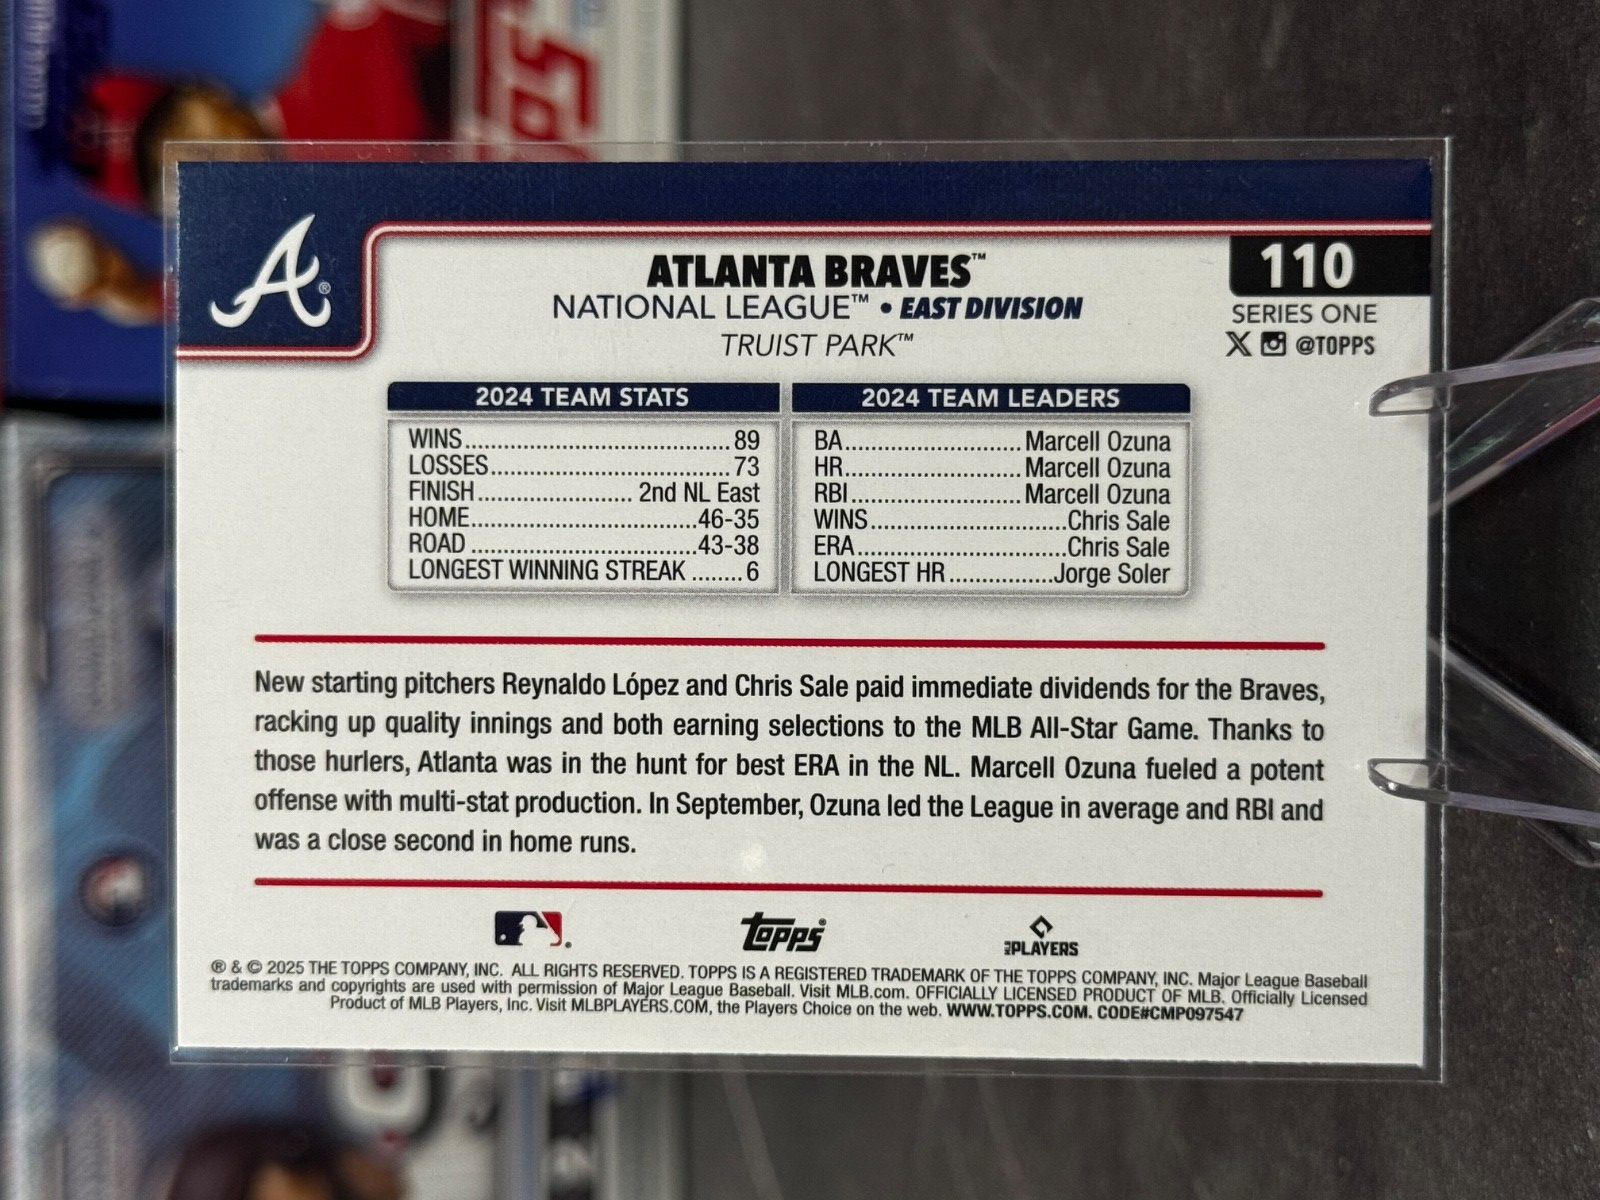 ATLANTA BRAVES™
NATIONAL LEAGUE™ • EAST DIVISION
TRUIST PARK™
110
SERIES ONE
@TOPPS
2024 TEAM STATS
WINS..........89
LOSSES..........73
FINISH.......... 2nd NL East
HOME..........46-35
ROAD ..........43-38
LONGEST WINNING STREAK ........6
2024 TEAM LEADERS
BA..........Marcell Ozuna
HR..........Marcell Ozuna
RBI..........Marcell Ozuna
WINS..........Chris Sale
ERA..........Chris Sale
LONGEST HR..........Jorge Soler
New starting pitchers Reynaldo López and Chris Sale paid immediate dividends for the Braves,
racking up quality innings and both earning selections to the MLB All-Star Game. Thanks to
those hurlers, Atlanta was in the hunt for best ERA in the NL. Marcell Ozuna fueled a potent
offense with multi-stat production. In September, Ozuna led the League in average and RBI and
was a close second in home runs.
Topps®
PLAYERS
® & © 2025 THE TOPPS COMPANY, INC. ALL RIGHTS RESERVED. TOPPS IS A REGISTERED TRADEMARK OF THE TOPPS COMPANY, INC. Major League Baseball
trademarks and copyrights are used with permission of Major League Baseball. Visit MLB.com. OFFICIALLY LICENSED PRODUCT OF MLB. Officially Licensed
Product of MLB Players, Inc. Visit MLBPLAYERS.COM, the Players Choice on the web. WWW.TOPPS.COM. CODE#CMP097547